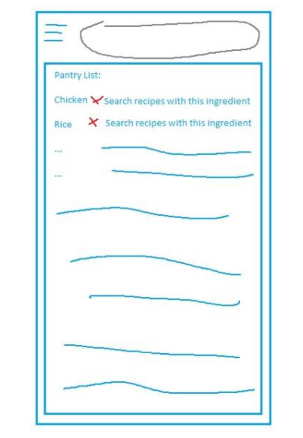 Pantry List:
Chicken Search recipes with this ingredient
Rice Search recipes with this ingredient
...
...